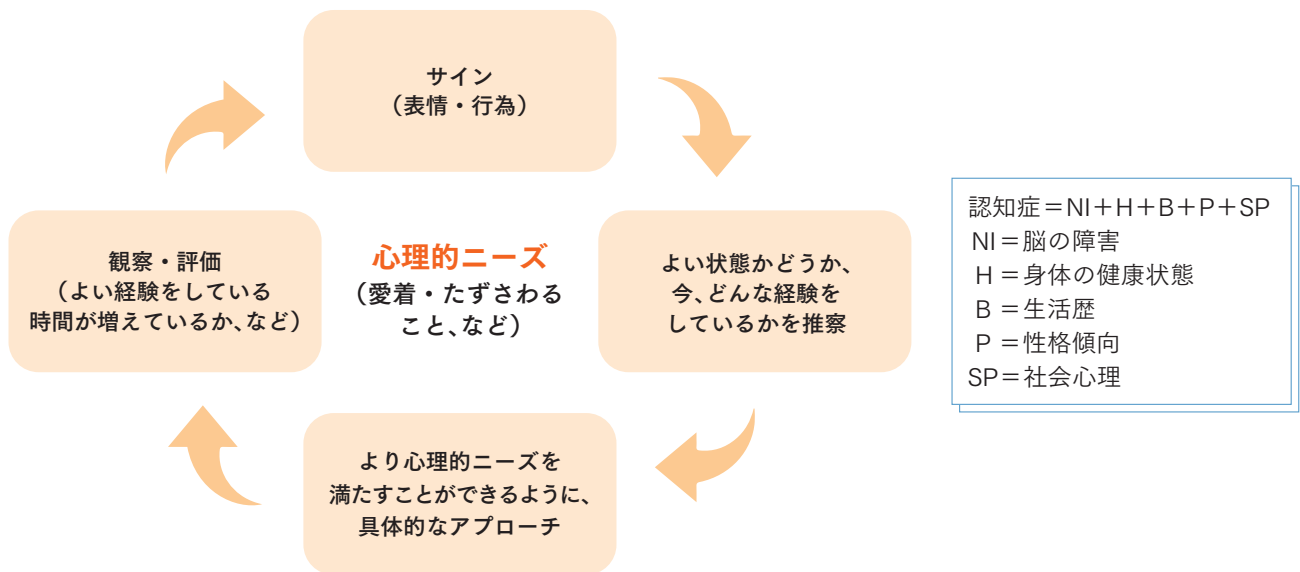 サイン
(表情・行為)
よい状態かどうか、
今、どんな経験を
しているかを推察
より心理的ニーズを
満たすことができるように、
具体的なアプローチ
観察・評価
(よい経験をしている
時間が増えているか、など)
心理的ニーズ
(愛着・たずさわる
こと、など)
認知症=NI+H+B+P+SP
NI=脳の障害
H=身体の健康状態
B=生活歴
P=性格傾向
SP=社会心理